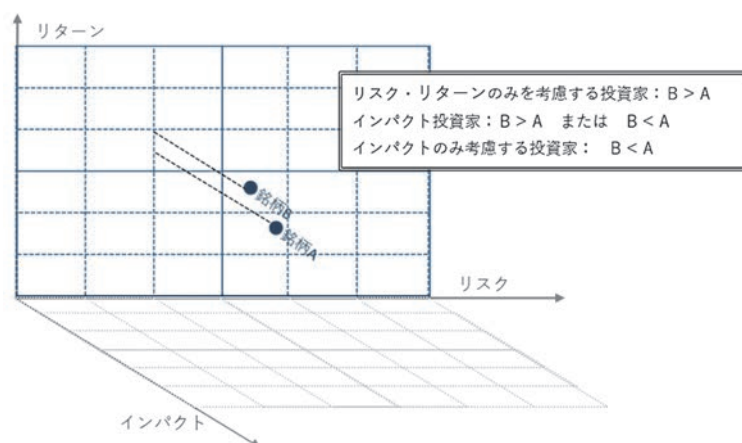 リターン
リスク・リターンのみを考慮する投資家：B＞A
インパクト投資家：B＞A　または　B＜A
インパクトのみ考慮する投資家：　B＜A
銘柄B
銘柄A
リスク
インパクト